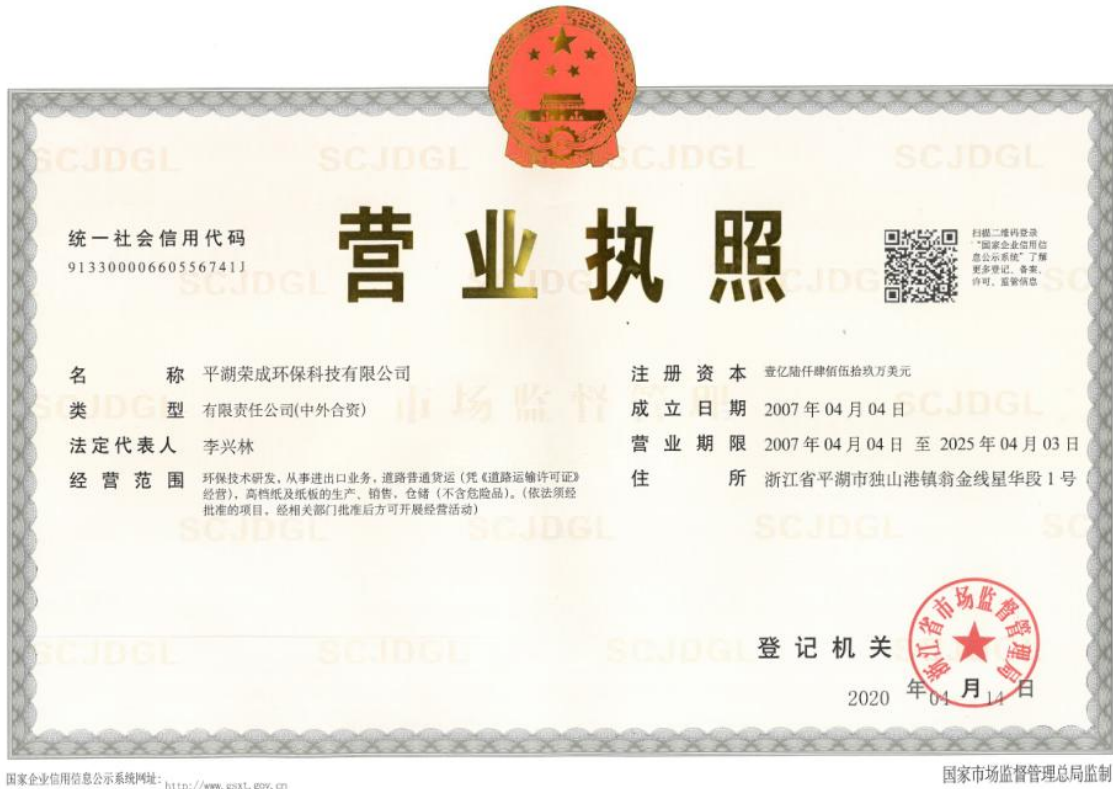 营业执照
统一社会信用代码
91330000660556741J
扫描二维码登录
“国家企业信用信
息公示系统”了解
更多登记、备案、
许可、监管信息
名称 平湖荣成环保科技有限公司
类型 有限责任公司(中外合资)
法定代表人 李兴林
经营范围 环保技术研发，从事进出口业务，道路普通货运（凭《道路运输许可证》
经营），高档纸及纸板的生产、销售，仓储（不含危险品）。（依法须经
批准的项目，经相关部门批准后方可开展经营活动）
注册资本 壹亿陆仟肆佰伍拾玖万美元
成立日期 2007年04月04日
营业期限 2007年04月04日 至 2025年04月03日
住所 浙江省平湖市独山港镇翁金线星华段1号
登记机关
浙江省市场监督管理局
2020 年 04 月 14 日
国家企业信用信息公示系统网址: http://www.gsxt.gov.cn
国家市场监督管理总局监制
SCJDGL
市场监督管理